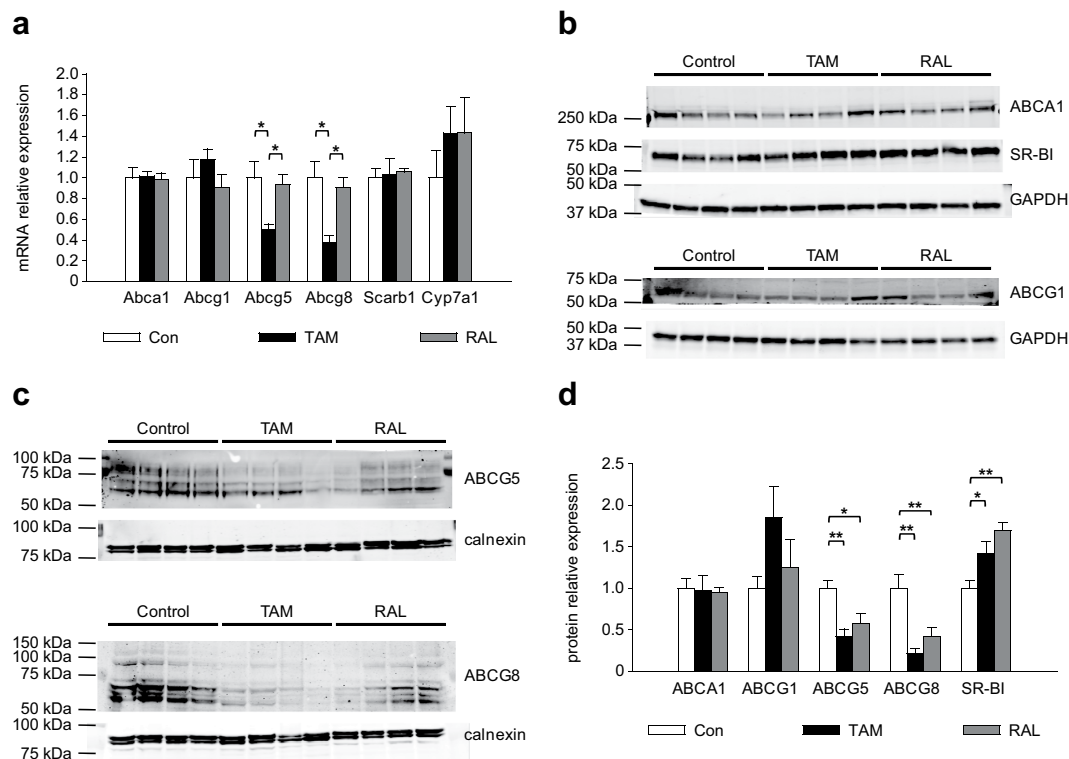 a
mRNA relative expression
2.0
1.8
1.6
1.4
1.2
1.0
0.8
0.6
0.4
0.2
0
* * * *
Abca1 Abcg1 Abcg5 Abcg8 Scarb1 Cyp7a1
Con TAM RAL
b
Control TAM RAL
250 kDa ABCA1
75 kDa
SR-BI
50 kDa
50 kDa
GAPDH
37 kDa
Control TAM RAL
75 kDa
ABCG1
50 kDa
50 kDa
GAPDH
37 kDa
c
Control TAM RAL
100 kDa
75 kDa
ABCG5
50 kDa
100 kDa
calnexin
75 kDa
Control TAM RAL
150 kDa
100 kDa
75 kDa
ABCG8
50 kDa
100 kDa
calnexin
75 kDa
d
protein relative expression
2.5
2.0
1.5
1.0
0.5
0
* ** ** ** ** *
ABCA1 ABCG1 ABCG5 ABCG8 SR-BI
Con TAM RAL